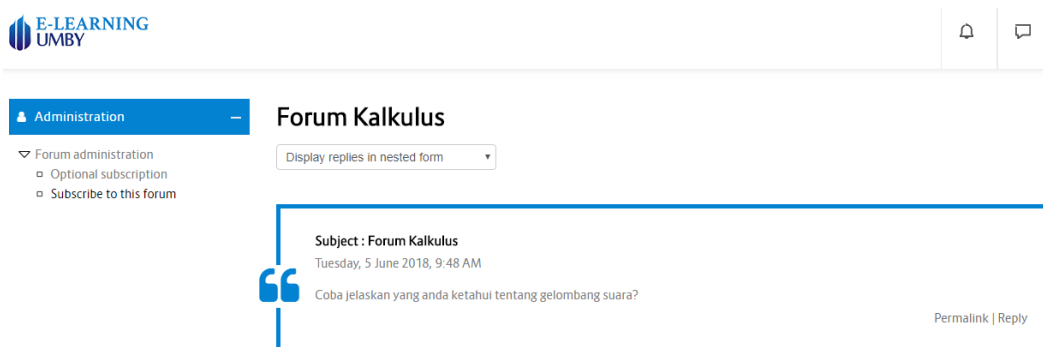 E-LEARNING
UMBY
Administration
Forum administration
Optional subscription
Subscribe to this forum
Forum Kalkulus
Display replies in nested form
Subject : Forum Kalkulus
Tuesday, 5 June 2018, 9:48 AM
Coba jelaskan yang anda ketahui tentang gelombang suara?
Permalink | Reply